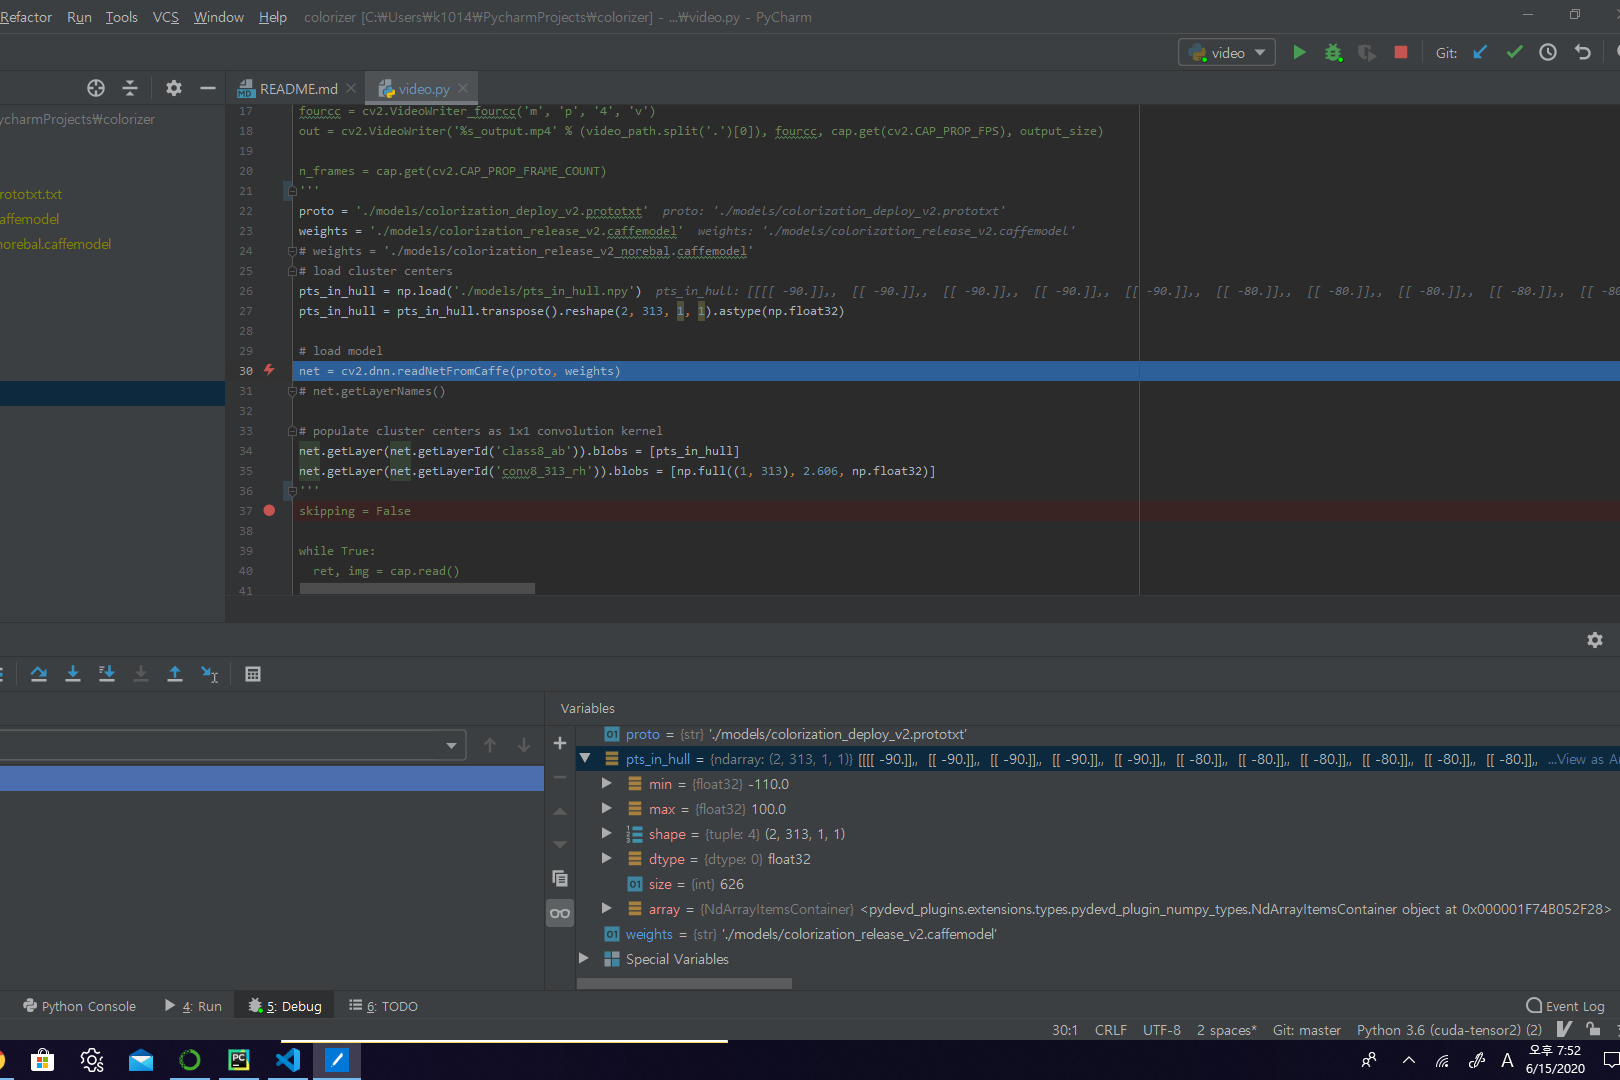 Refactor Run Tools VCS Window Help colorizer [C:₩Users₩k1014₩PycharmProjects₩colorizer] - ...₩video.py - PyCharm
video Git:
README.md video.py
ycharmProjects₩colorizer
rototxt.txt
affemodel
norebal.caffemodel
17 fourcc = cv2.VideoWriter_fourcc('m', 'p', '4', 'v')
18 out = cv2.VideoWriter('%s_output.mp4' % (video_path.split('.')[0]), fourcc, cap.get(cv2.CAP_PROP_FPS), output_size)
19
20 n_frames = cap.get(cv2.CAP_PROP_FRAME_COUNT)
21 '''
22 proto = './models/colorization_deploy_v2.prototxt' proto: './models/colorization_deploy_v2.prototxt'
23 weights = './models/colorization_release_v2.caffemodel' weights: './models/colorization_release_v2.caffemodel'
24 # weights = './models/colorization_release_v2_norebal.caffemodel'
25 # load cluster centers
26 pts_in_hull = np.load('./models/pts_in_hull.npy') pts_in_hull: [[[[ -90.]],, [[ -90.]],, [[ -90.]],, [[ -90.]],, [[ -90.]],, [[ -80.]],, [[ -80.]],, [[ -80.]],, [[ -80.]],, [[ -80
27 pts_in_hull = pts_in_hull.transpose().reshape(2, 313, 1, 1).astype(np.float32)
28
29 # load model
30 net = cv2.dnn.readNetFromCaffe(proto, weights)
31 # net.getLayerNames()
32
33 # populate cluster centers as 1x1 convolution kernel
34 net.getLayer(net.getLayerId('class8_ab')).blobs = [pts_in_hull]
35 net.getLayer(net.getLayerId('conv8_313_rh')).blobs = [np.full((1, 313), 2.606, np.float32)]
36 '''
37 skipping = False
38
39 while True:
40 ret, img = cap.read()
41
Variables
proto = {str} './models/colorization_deploy_v2.prototxt'
pts_in_hull = {ndarray: (2, 313, 1, 1)} [[[[ -90.]],, [[ -90.]],, [[ -90.]],, [[ -90.]],, [[ -90.]],, [[ -80.]],, [[ -80.]],, [[ -80.]],, [[ -80.]],, [[ -80.]],, [[ -80.]],, ...View as Ar
min = {float32} -110.0
max = {float32} 100.0
shape = {tuple: 4} (2, 313, 1, 1)
dtype = {dtype: 0} float32
size = {int} 626
array = {NdArrayItemsContainer} <pydevd_plugins.extensions.types.pydevd_plugin_numpy_types.NdArrayItemsContainer object at 0x000001F74B052F28>
weights = {str} './models/colorization_release_v2.caffemodel'
Special Variables
Python Console 4: Run 5: Debug 6: TODO Event Log
30:1 CRLF UTF-8 2 spaces* Git: master Python 3.6 (cuda-tensor2) (2)
A 오후 7:52
6/15/2020